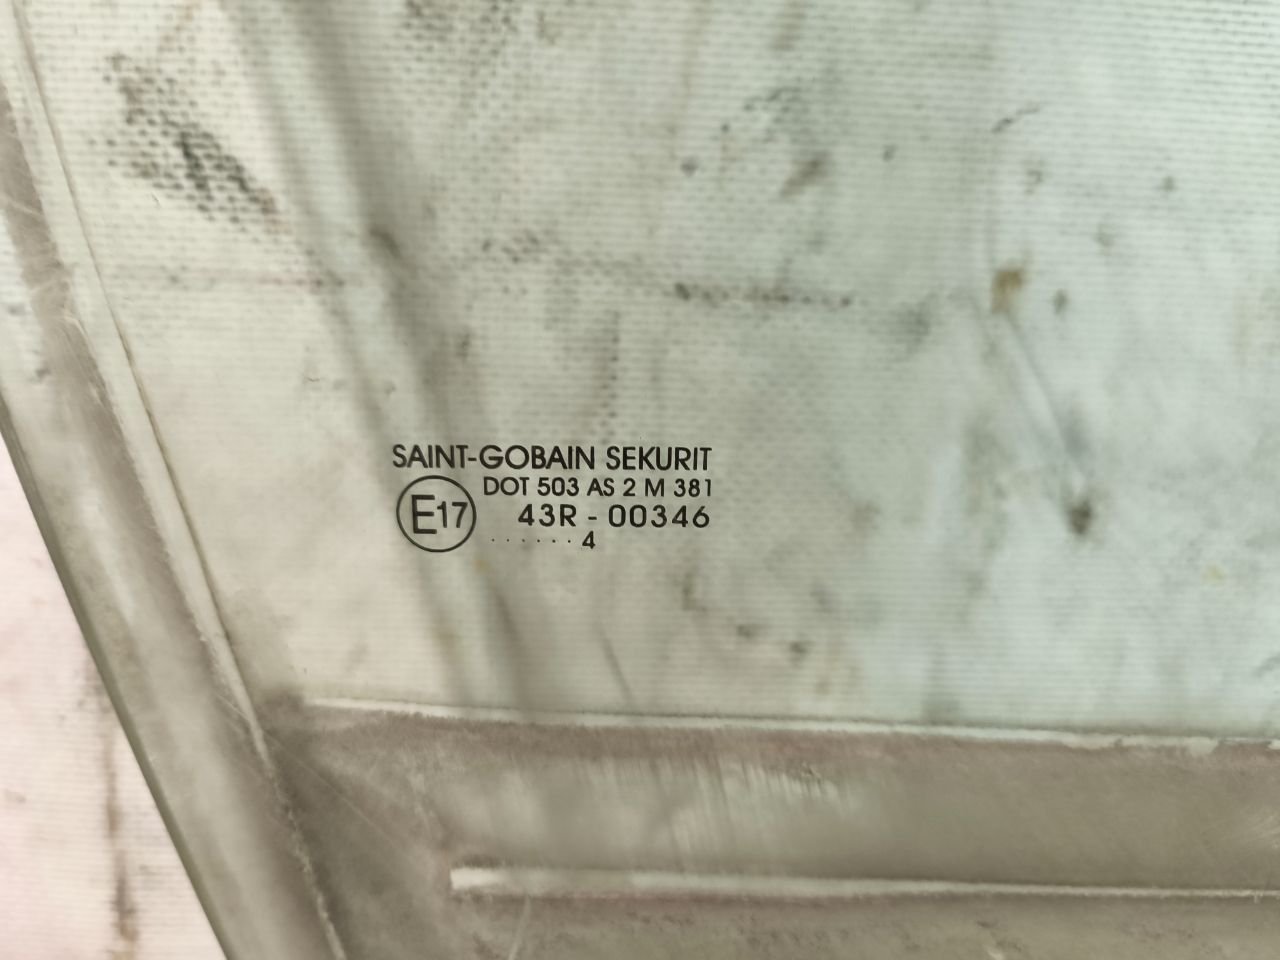 SAINT-GOBAIN SEKURIT
DOT 503 AS 2 M 381
E17 43R - 00346
. . . . . . 4